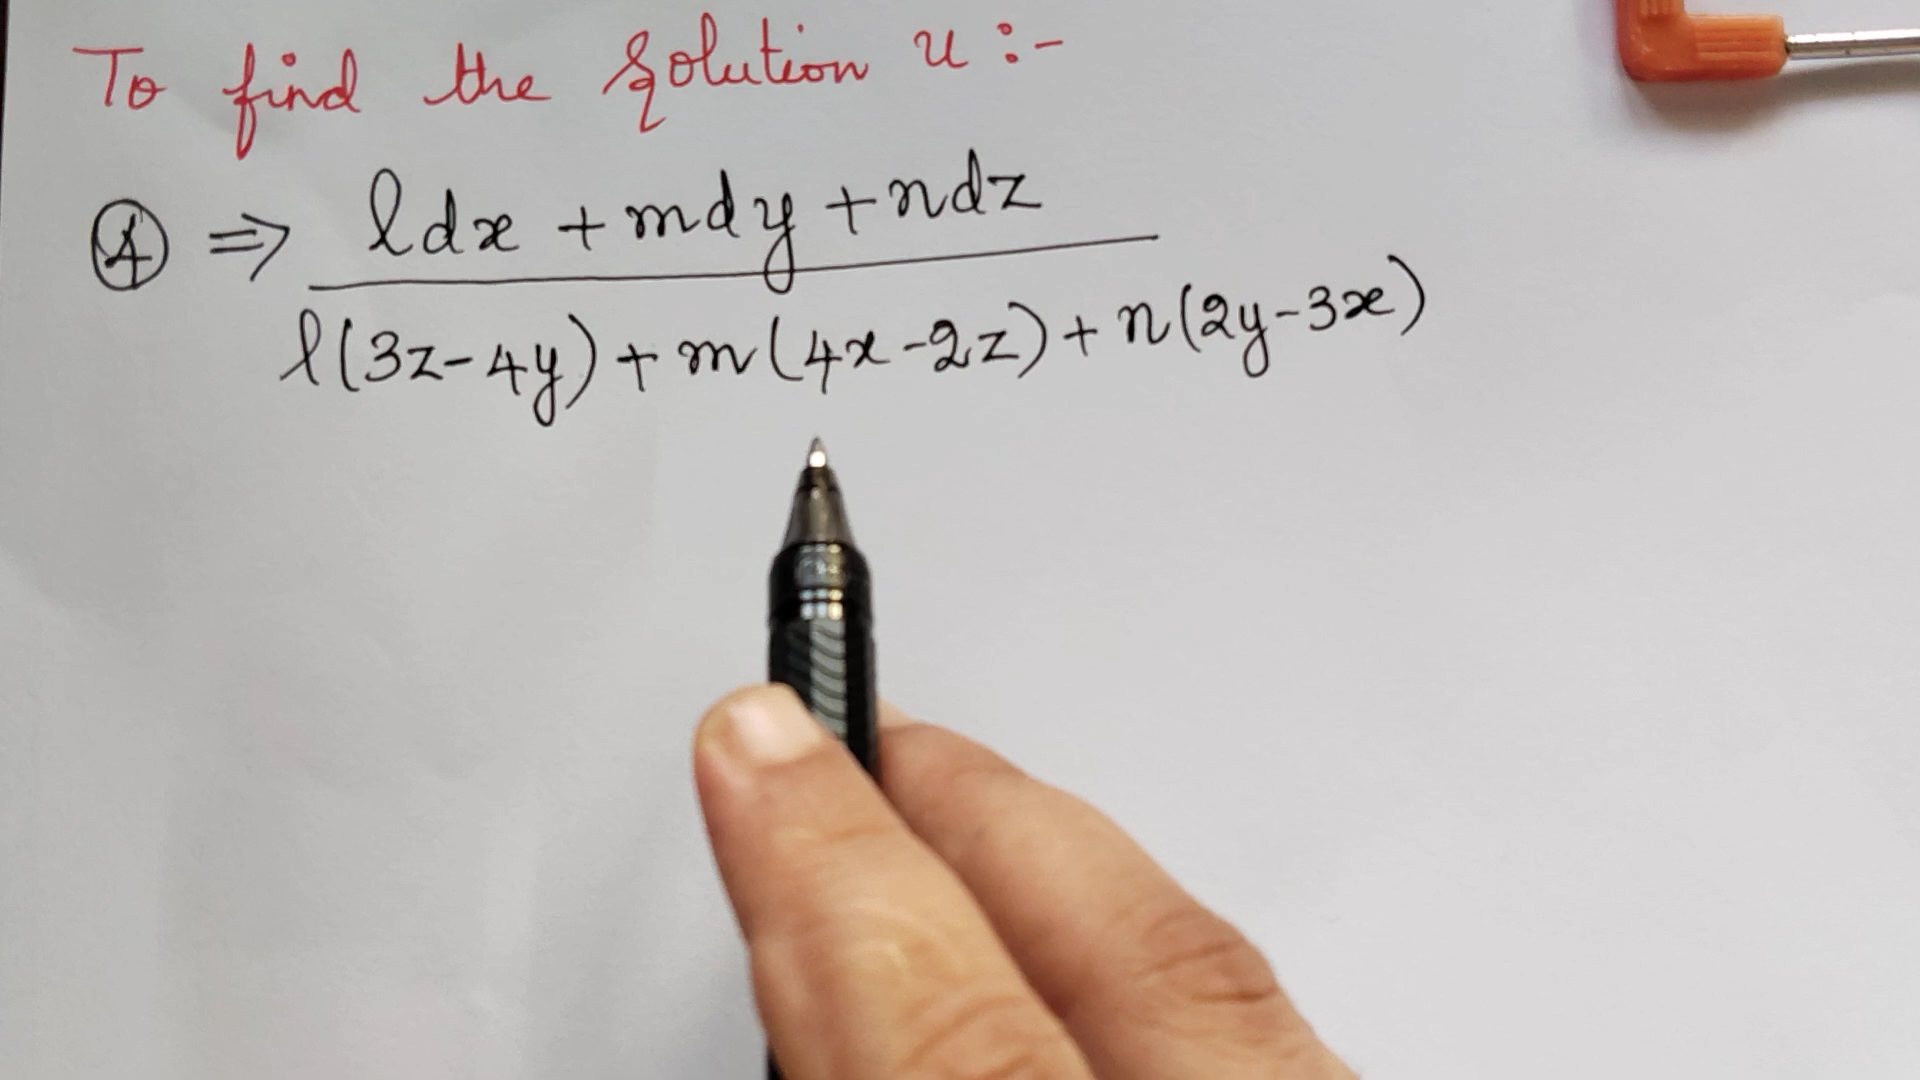 To find the solution u :-
④ ⇒ ldx + mdy + ndz
l(3z-4y) + m(4x-2z) + n(2y-3x)